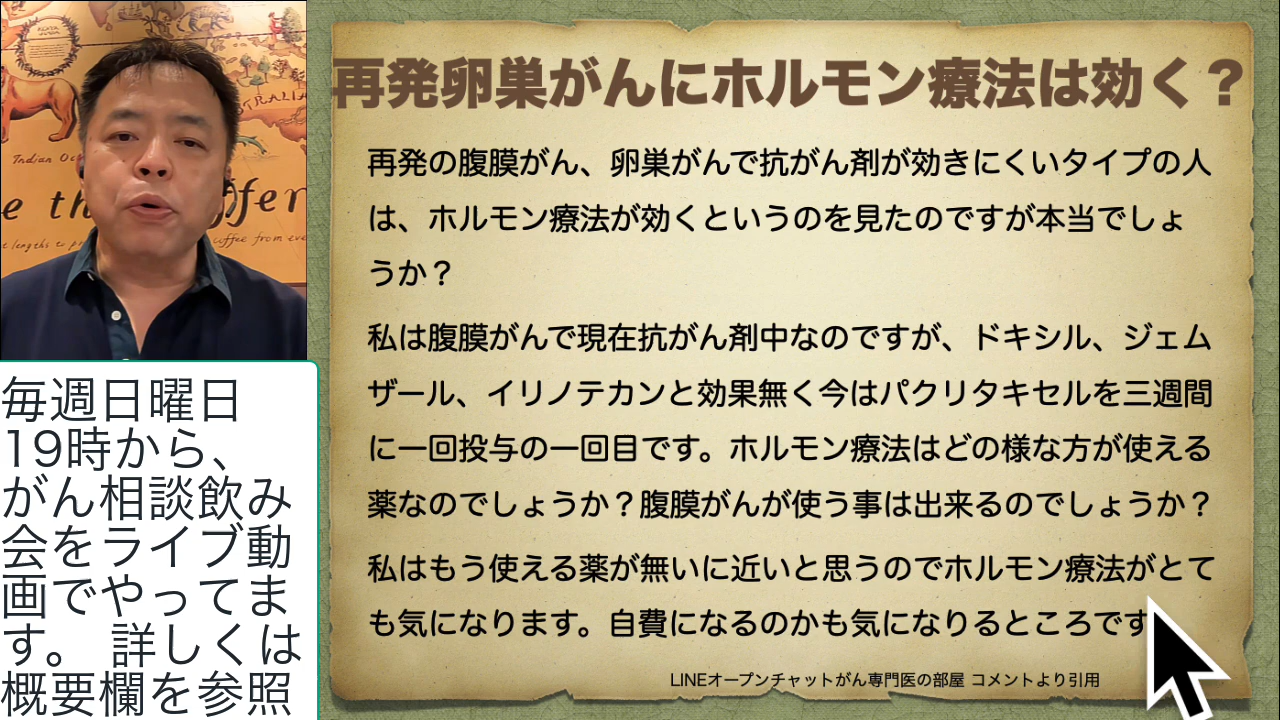 再発卵巣がんにホルモン療法は効く？
再発の腹膜がん、卵巣がんで抗がん剤が効きにくいタイプの人
は、ホルモン療法が効くというのを見たのですが本当でしょ
うか？
私は腹膜がんで現在抗がん剤中なのですが、ドキシル、ジェム
ザール、イリノテカンと効果無く今はパクリタキセルを三週間
に一回投与の一回目です。ホルモン療法はどの様な方が使える
薬なのでしょうか？腹膜がんが使う事は出来るのでしょうか？
私はもう使える薬が無いに近いと思うのでホルモン療法がとて
も気になります。自費になるのかも気になりるところです
LINEオープンチャットがん専門医の部屋 コメントより引用
Indian Oc
RALIA
e th
ffer
coffee from eve
毎週日曜日
19時から、
がん相談飲み
会をライブ動
画でやってま
す。 詳しくは
概要欄を参照